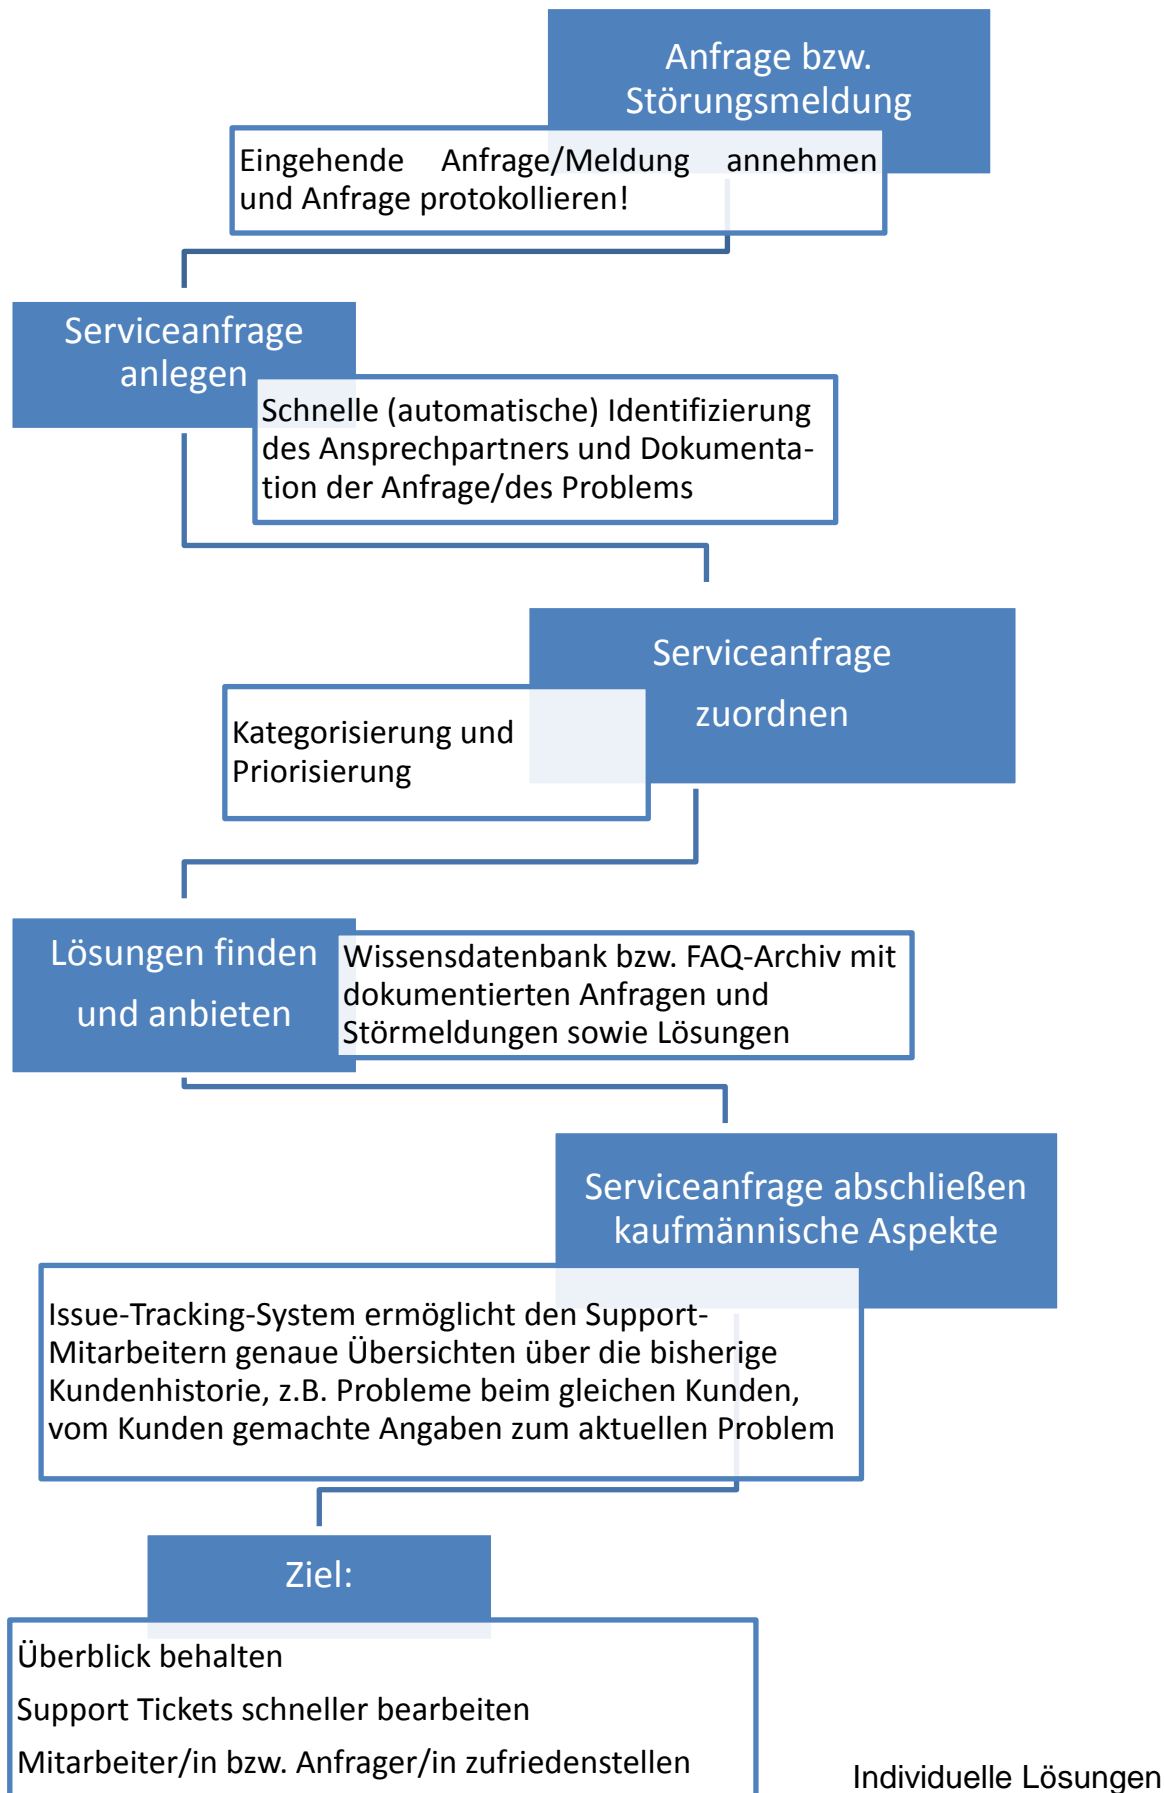 Anfrage bzw.
Störungsmeldung
Eingehende Anfrage/Meldung annehmen
und Anfrage protokollieren!
Serviceanfrage
anlegen
Schnelle (automatische) Identifizierung
des Ansprechpartners und Dokumenta-
tion der Anfrage/des Problems
Serviceanfrage
zuordnen
Kategorisierung und
Priorisierung
Lösungen finden
und anbieten
Wissensdatenbank bzw. FAQ-Archiv mit
dokumentierten Anfragen und
Störmeldungen sowie Lösungen
Serviceanfrage abschließen
kaufmännische Aspekte
Issue-Tracking-System ermöglicht den Support-
Mitarbeitern genaue Übersichten über die bisherige
Kundenhistorie, z.B. Probleme beim gleichen Kunden,
vom Kunden gemachte Angaben zum aktuellen Problem
Ziel:
Überblick behalten
Support Tickets schneller bearbeiten
Mitarbeiter/in bzw. Anfrager/in zufriedenstellen
Individuelle Lösungen